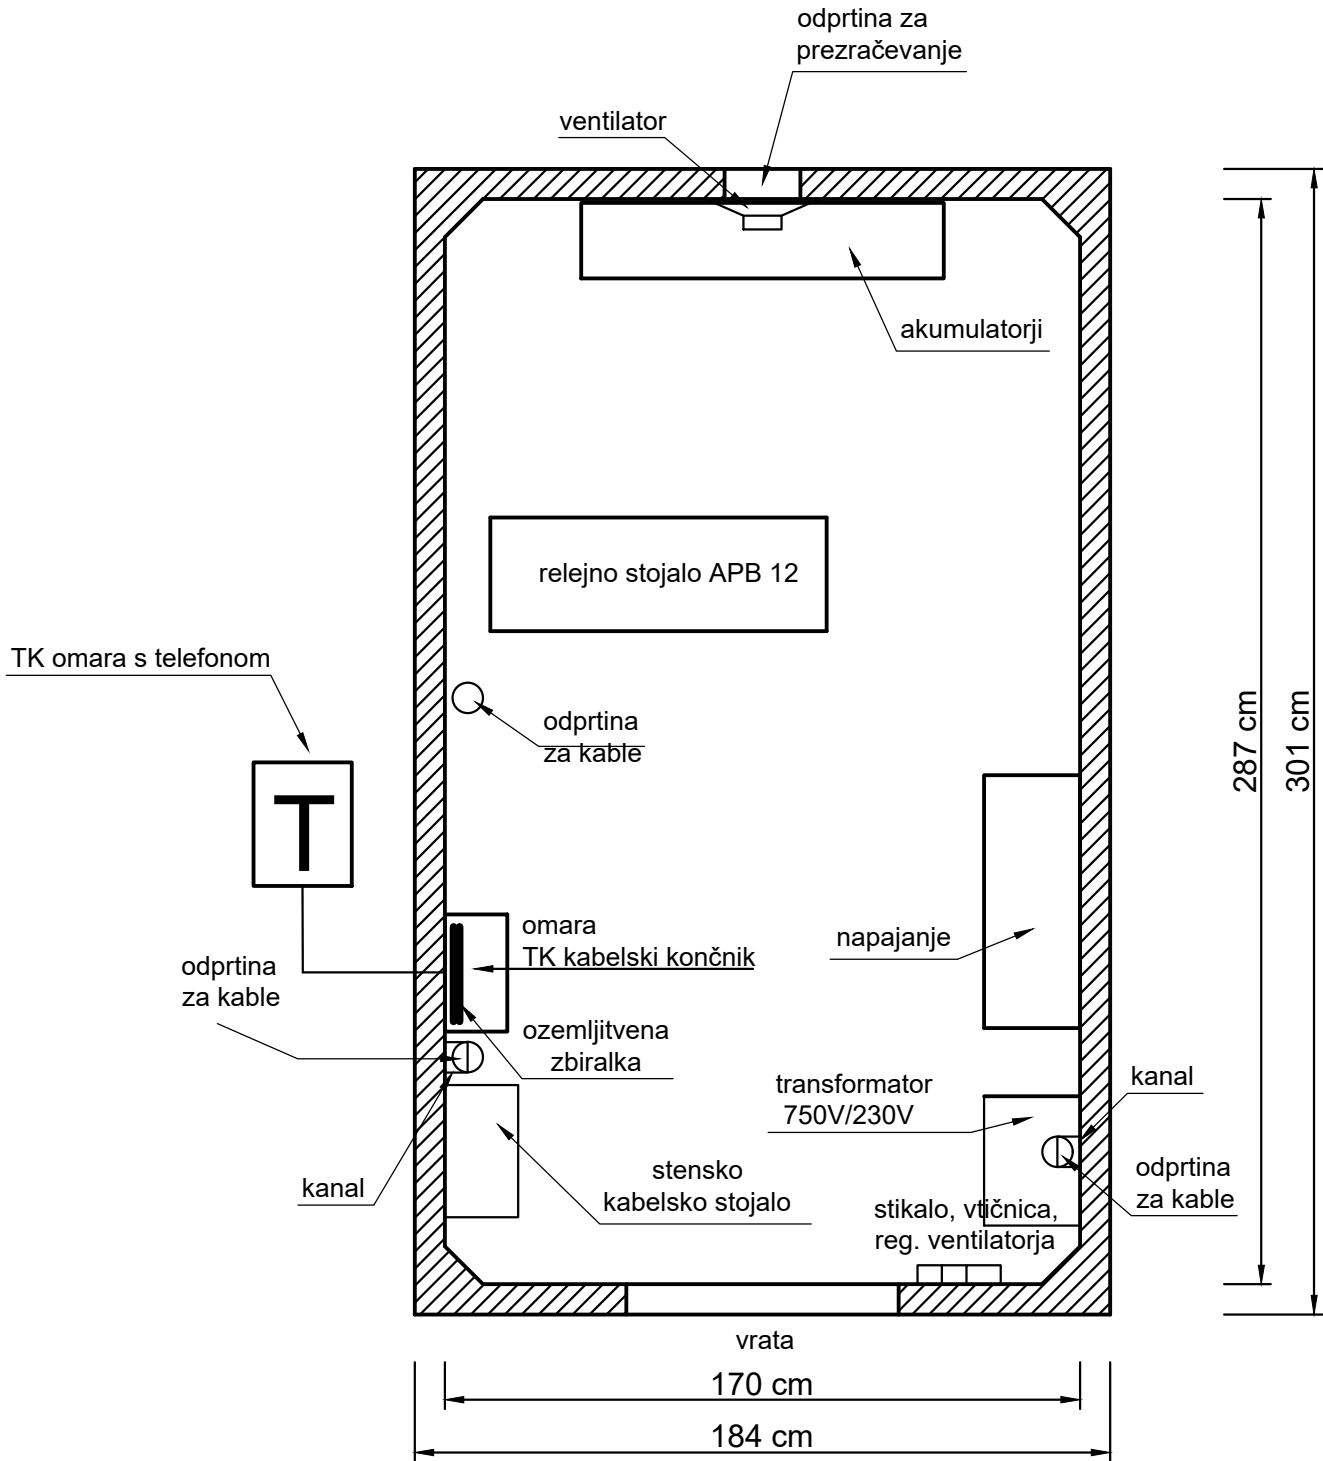 odprtina za
prezračevanje
ventilator
akumulatorji
relejno stojalo APB 12
TK omara s telefonom
odprtina
za kable
T
287 cm
301 cm
omara
TK kabelski končnik
napajanje
odprtina
za kable
ozemljitvena
zbiralka
transformator
750V/230V
kanal
stensko
kabelsko stojalo
kanal
odprtina
za kable
stikalo, vtičnica,
reg. ventilatorja
vrata
170 cm
184 cm